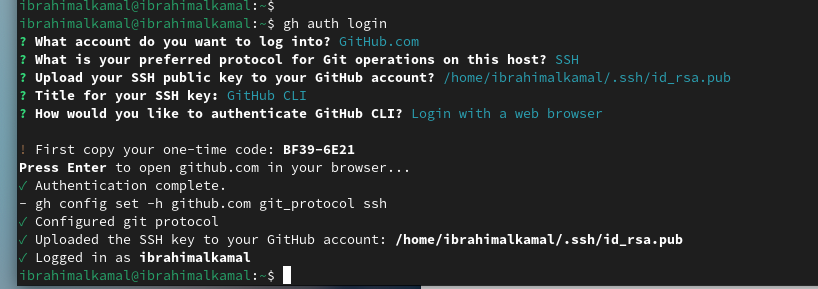 ibrahimalkamal@ibrahimalkamal:~$
ibrahimalkamal@ibrahimalkamal:~$ gh auth login
? What account do you want to log into? GitHub.com
? What is your preferred protocol for Git operations on this host? SSH
? Upload your SSH public key to your GitHub account? /home/ibrahimalkamal/.ssh/id_rsa.pub
? Title for your SSH key: GitHub CLI
? How would you like to authenticate GitHub CLI? Login with a web browser
! First copy your one-time code: BF39-6E21
Press Enter to open github.com in your browser...
✓ Authentication complete.
- gh config set -h github.com git_protocol ssh
✓ Configured git protocol
✓ Uploaded the SSH key to your GitHub account: /home/ibrahimalkamal/.ssh/id_rsa.pub
✓ Logged in as ibrahimalkamal
ibrahimalkamal@ibrahimalkamal:~$